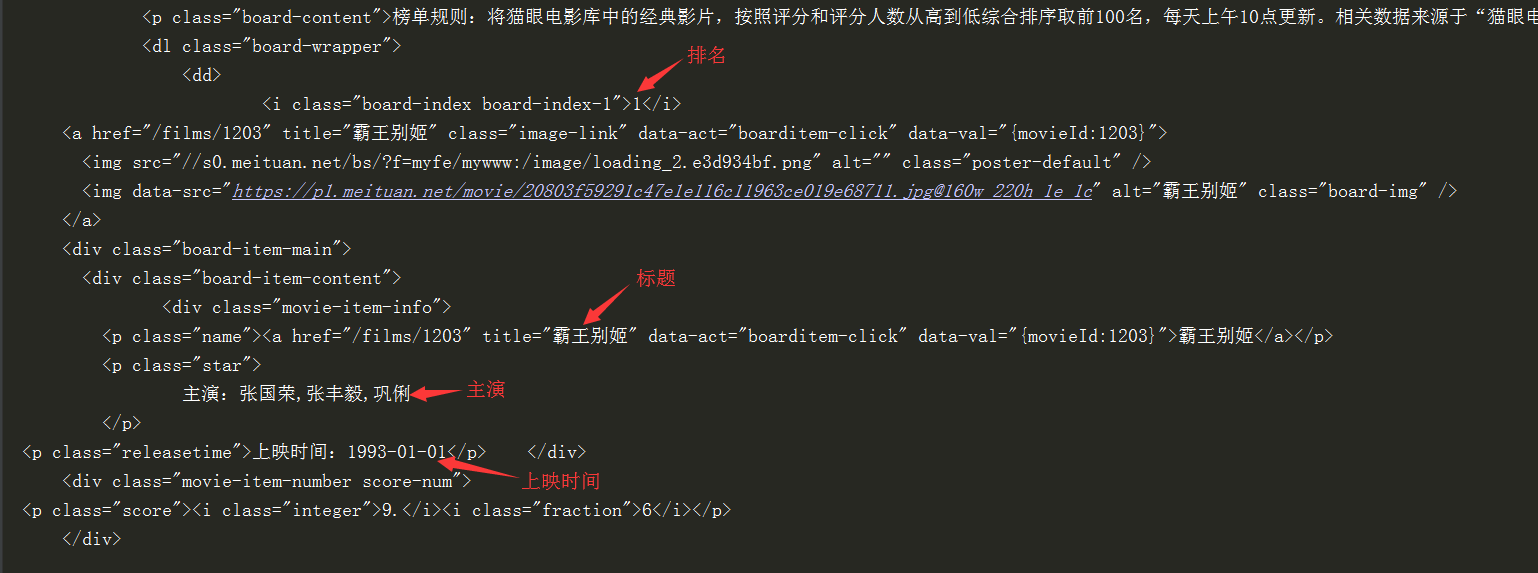 <p class="board-content">榜单规则：将猫眼电影库中的经典影片，按照评分和评分人数从高到低综合排序取前100名，每天上午10点更新。相关数据来源于“猫眼电
<dl class="board-wrapper">
排名
<dd>
<i class="board-index board-index-1">1</i>
<a href="/films/1203" title="霸王别姬" class="image-link" data-act="boarditem-click" data-val="{movieId:1203}">
<img src="//s0.meituan.net/bs/?f=myfe/mywww:/image/loading_2.e3d934bf.png" alt="" class="poster-default" />
<img data-src="https://p1.meituan.net/movie/20803f59291c47e1e116c11963ce019e68711.jpg@160w_220h_1e_1c" alt="霸王别姬" class="board-img" />
</a>
<div class="board-item-main">
<div class="board-item-content">
标题
<div class="movie-item-info">
<p class="name"><a href="/films/1203" title="霸王别姬" data-act="boarditem-click" data-val="{movieId:1203}">霸王别姬</a></p>
<p class="star">
主演：张国荣,张丰毅,巩俐
主演
</p>
<p class="releasetime">上映时间：1993-01-01</p>    </div>
<div class="movie-item-number score-num">
上映时间
<p class="score"><i class="integer">9.</i><i class="fraction">6</i></p>
</div>